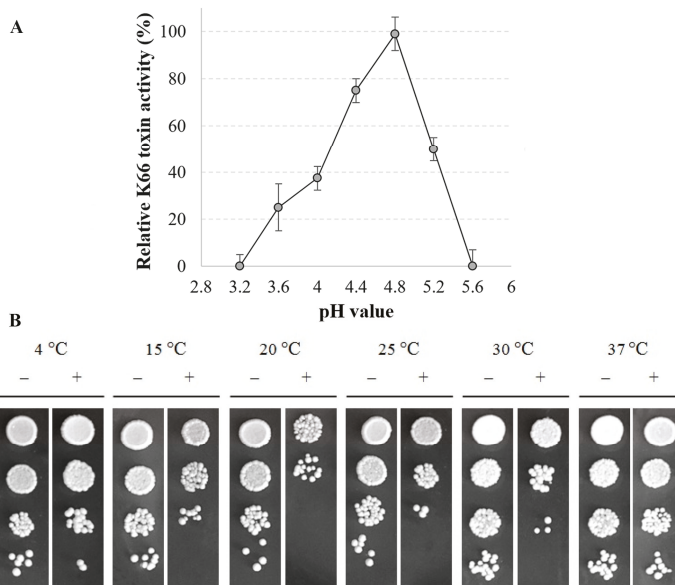 A
Relative K66 toxin activity (%)
100
80
60
40
20
0
2.8 3.2 3.6 4 4.4 4.8 5.2 5.6 6
pH value
B
4 °C 15 °C 20 °C 25 °C 30 °C 37 °C
− + − + − + − + − + − +